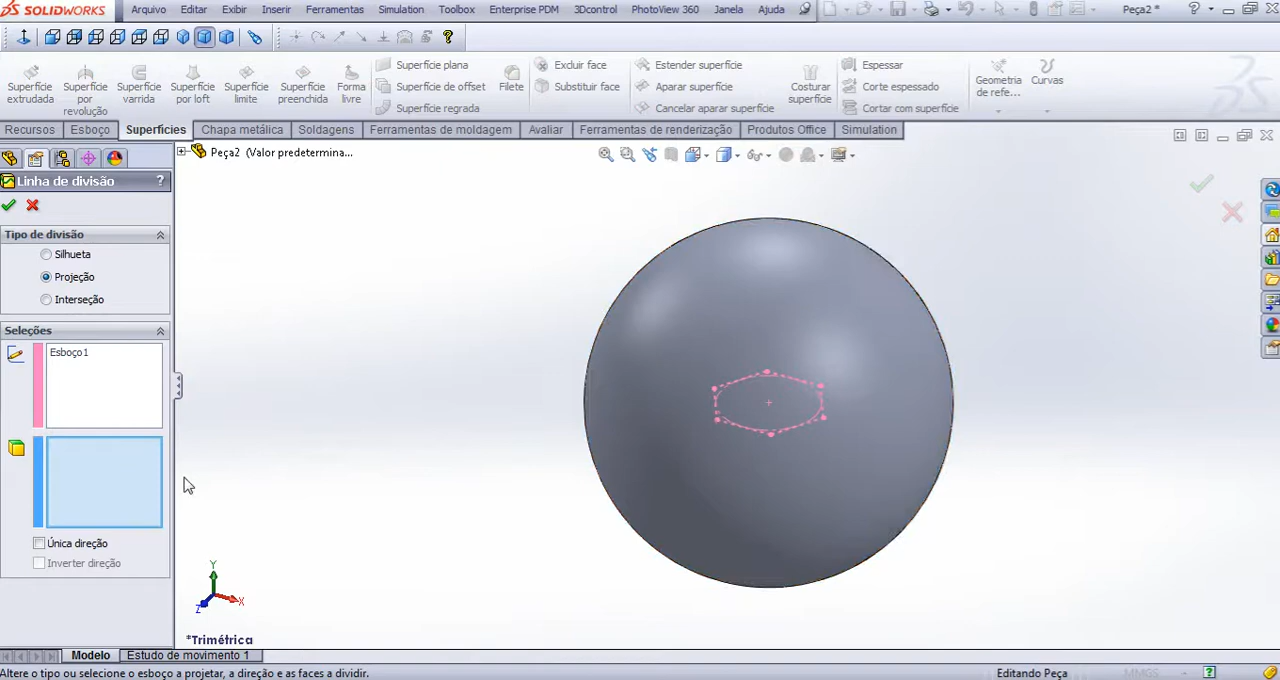 SOLIDWORKS Arquivo Editar Exibir Inserir Ferramentas Simulation Toolbox Enterprise PDM 3Dcontrol PhotoView 360 Janela Ajuda Peça2 *
Superfície extrudada
Superfície por revolução
Superfície varrida
Superfície por loft
Superfície limite
Superfície preenchida
Forma livre
Superfície plana
Superfície de offset
Superfície regrada
Filete
Excluir face
Substituir face
Estender superfície
Aparar superfície
Cancelar aparar superfície
Costurar superfície
Espessar
Corte espessado
Cortar com superfície
Geometria de refe...
Curvas
Recursos Esboço Superfícies Chapa metálica Soldagens Ferramentas de moldagem Avaliar Ferramentas de renderização Produtos Office Simulation
Peça2 (Valor predetermina...
Linha de divisão ?
Tipo de divisão
Silhueta
Projeção
Interseção
Seleções
Esboço1
Única direção
Inverter direção
Y
X
Z
*Trimétrica
Modelo Estudo de movimento 1
Altere o tipo ou selecione o esboço a projetar, a direção e as faces a dividir. Editando Peça MMGS